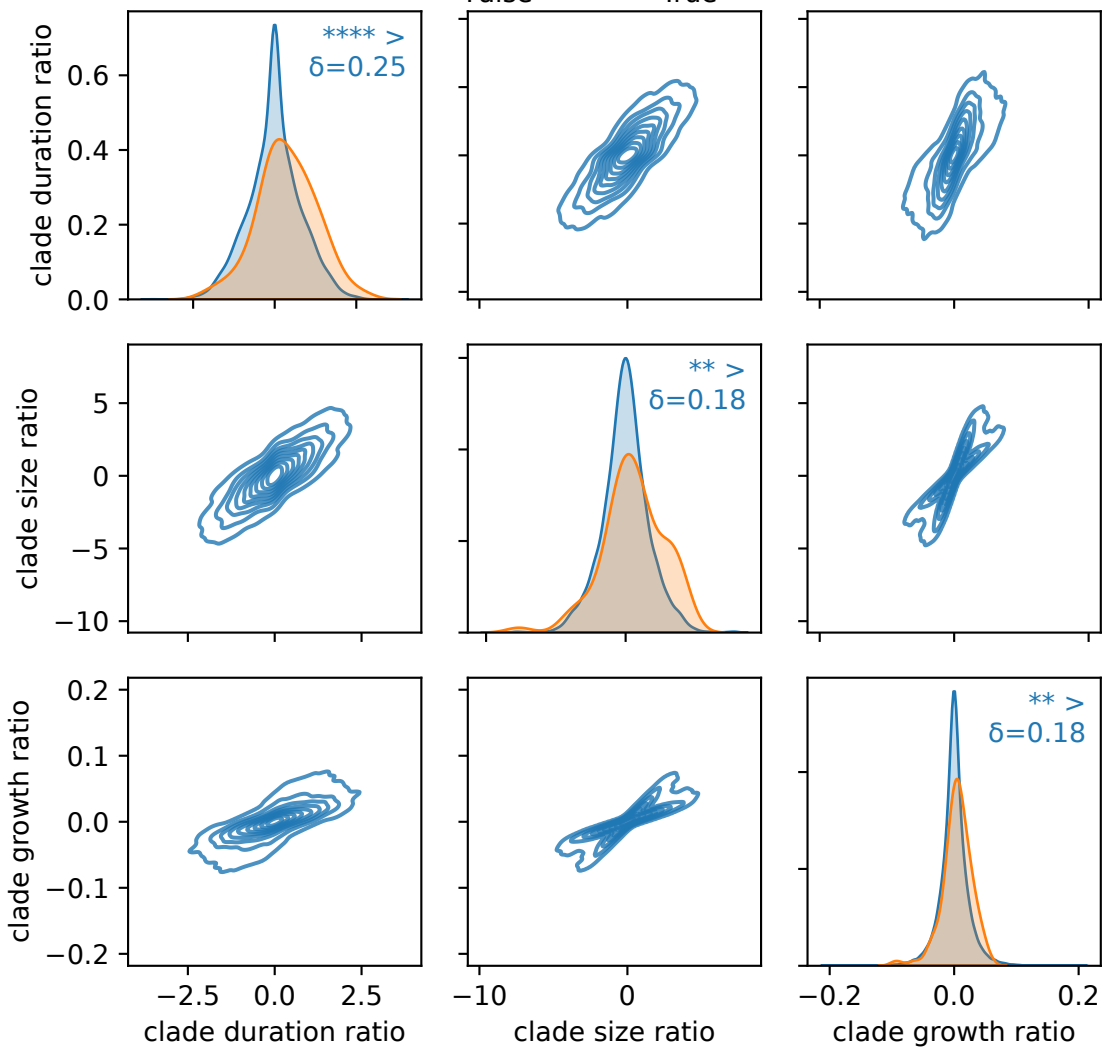 **** >
δ=0.25
clade duration ratio
0.6
0.4
0.2
0.0
** >
δ=0.18
clade size ratio
5
0
−5
−10
** >
δ=0.18
clade growth ratio
0.2
0.1
0.0
−0.1
−0.2
−2.5 0.0 2.5
−10 0
−0.2 0.0 0.2
clade duration ratio
clade size ratio
clade growth ratio